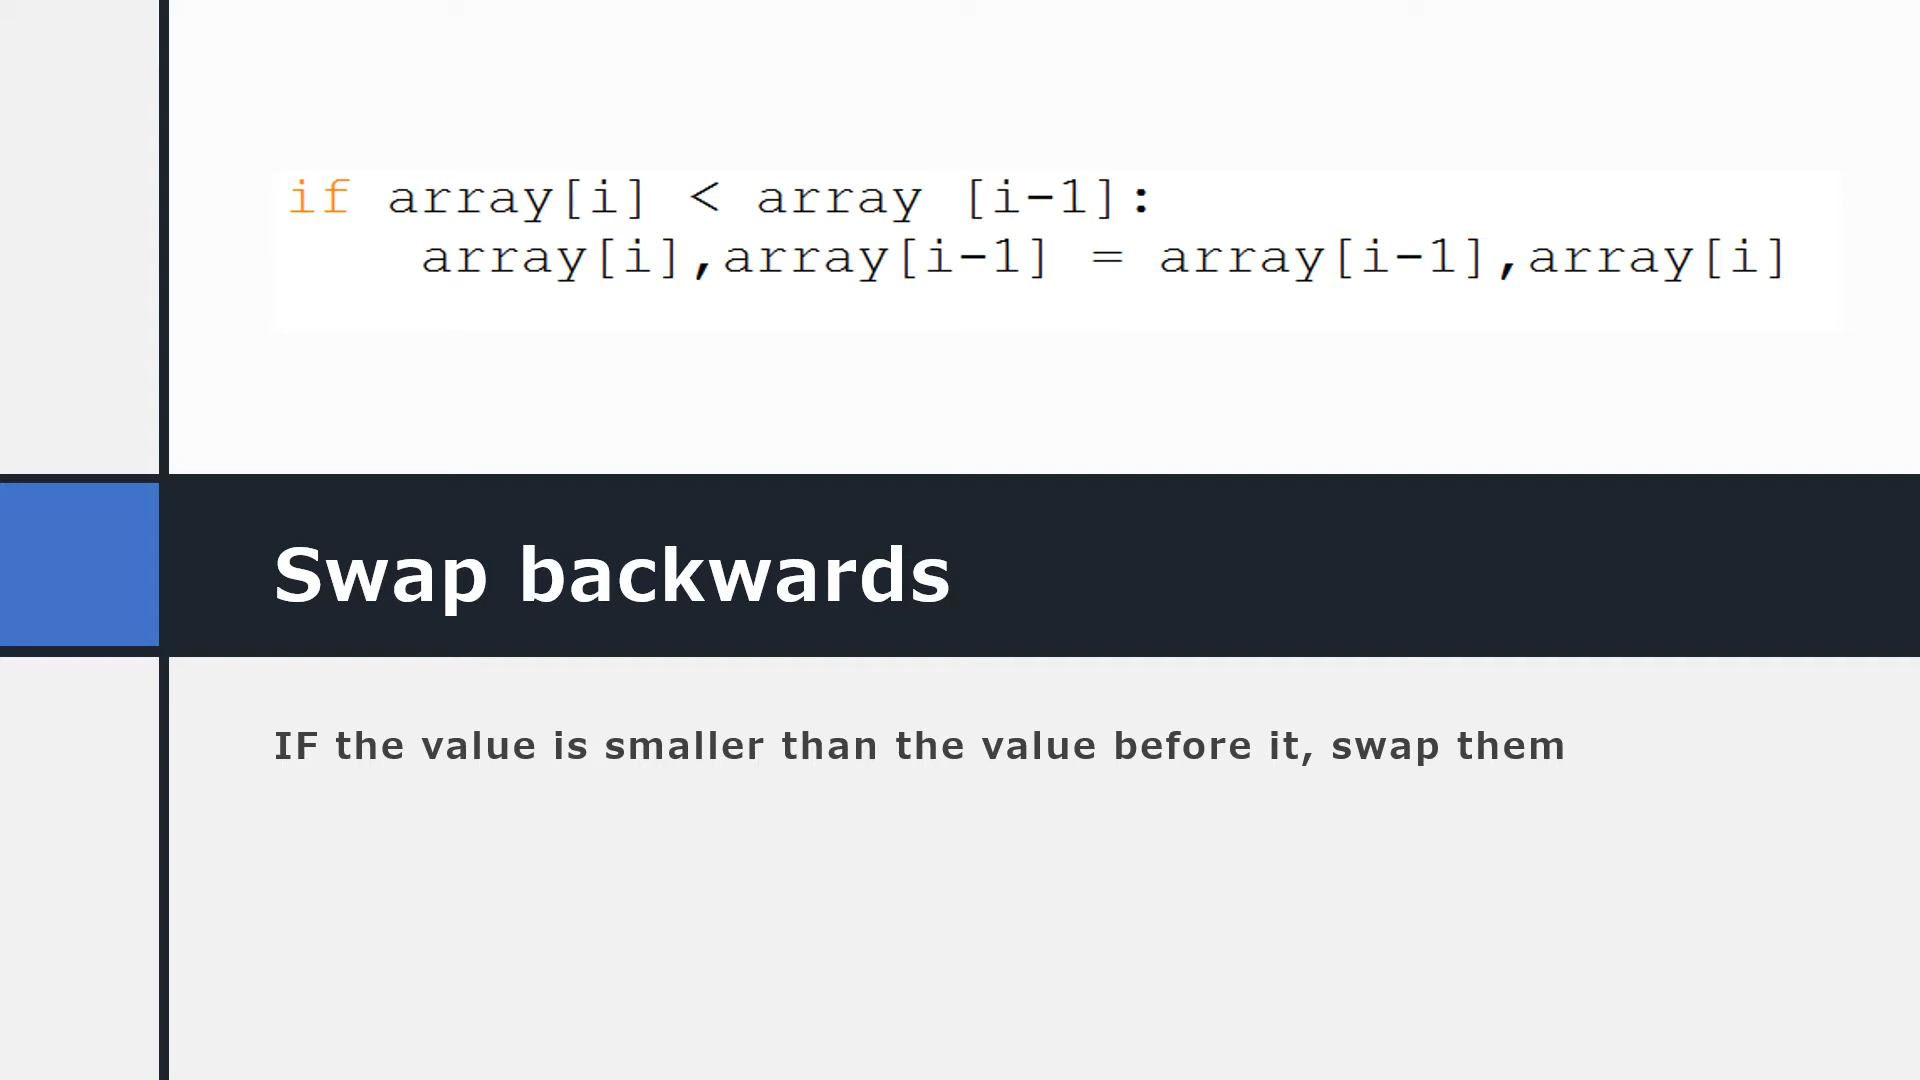 if array[i] < array [i-1]:
    array[i],array[i-1] = array[i-1],array[i]
Swap backwards
IF the value is smaller than the value before it, swap them